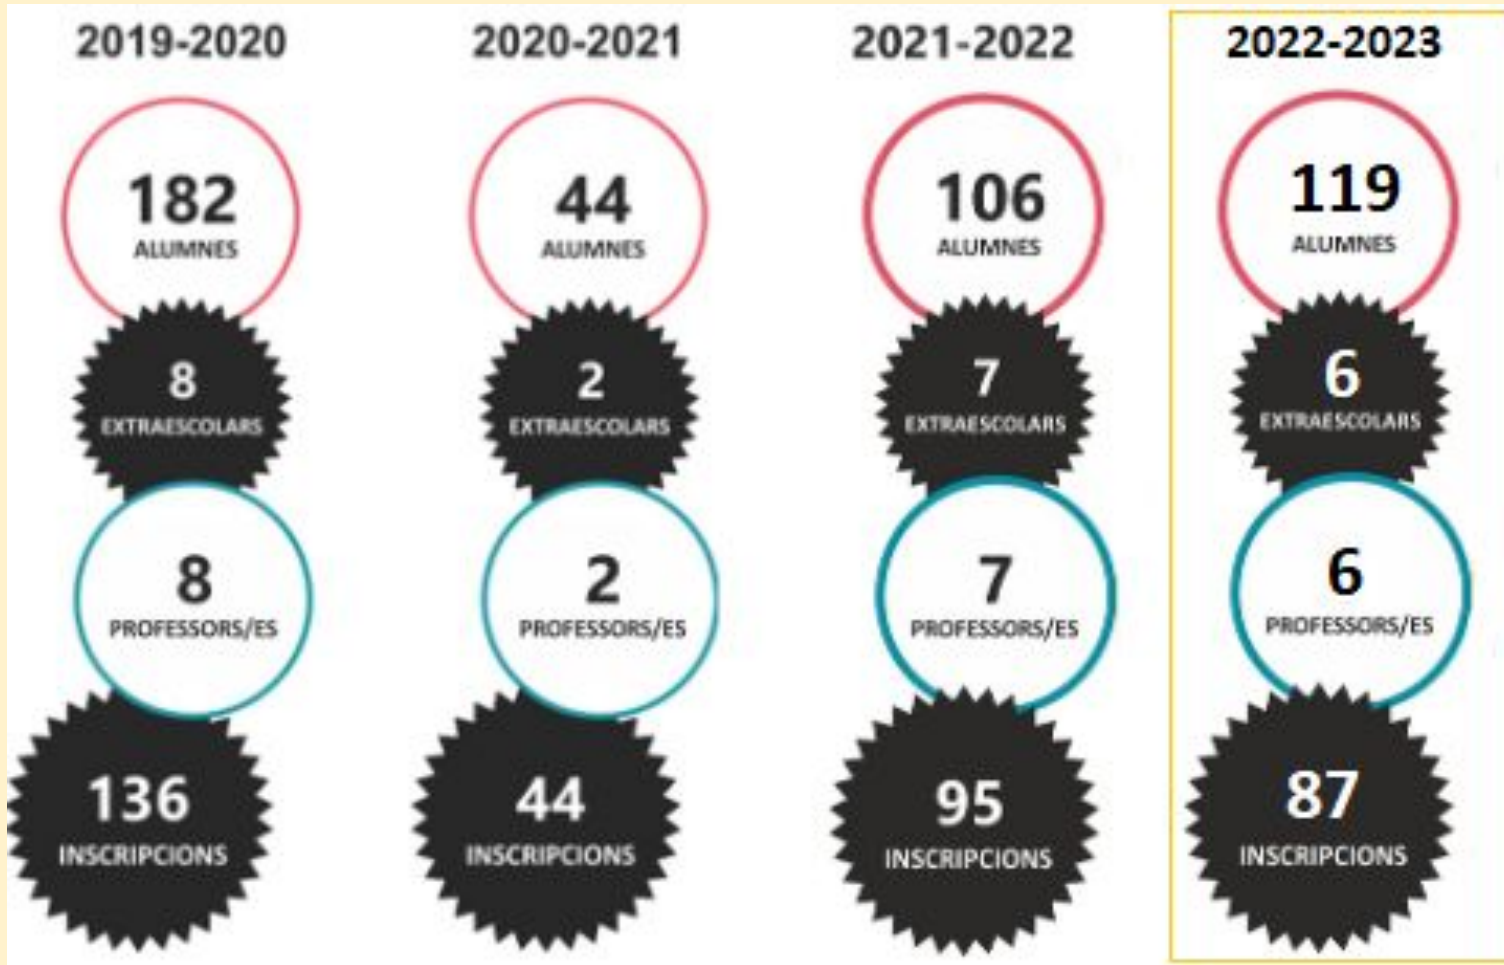 2019-2020
182
ALUMNES
8
EXTRAESCOLARS
8
PROFESSORS/ES
136
INSCRIPCIONS
2020-2021
44
ALUMNES
2
EXTRAESCOLARS
2
PROFESSORS/ES
44
INSCRIPCIONS
2021-2022
106
ALUMNES
7
EXTRAESCOLARS
7
PROFESSORS/ES
95
INSCRIPCIONS
2022-2023
119
ALUMNES
6
EXTRAESCOLARS
6
PROFESSORS/ES
87
INSCRIPCIONS